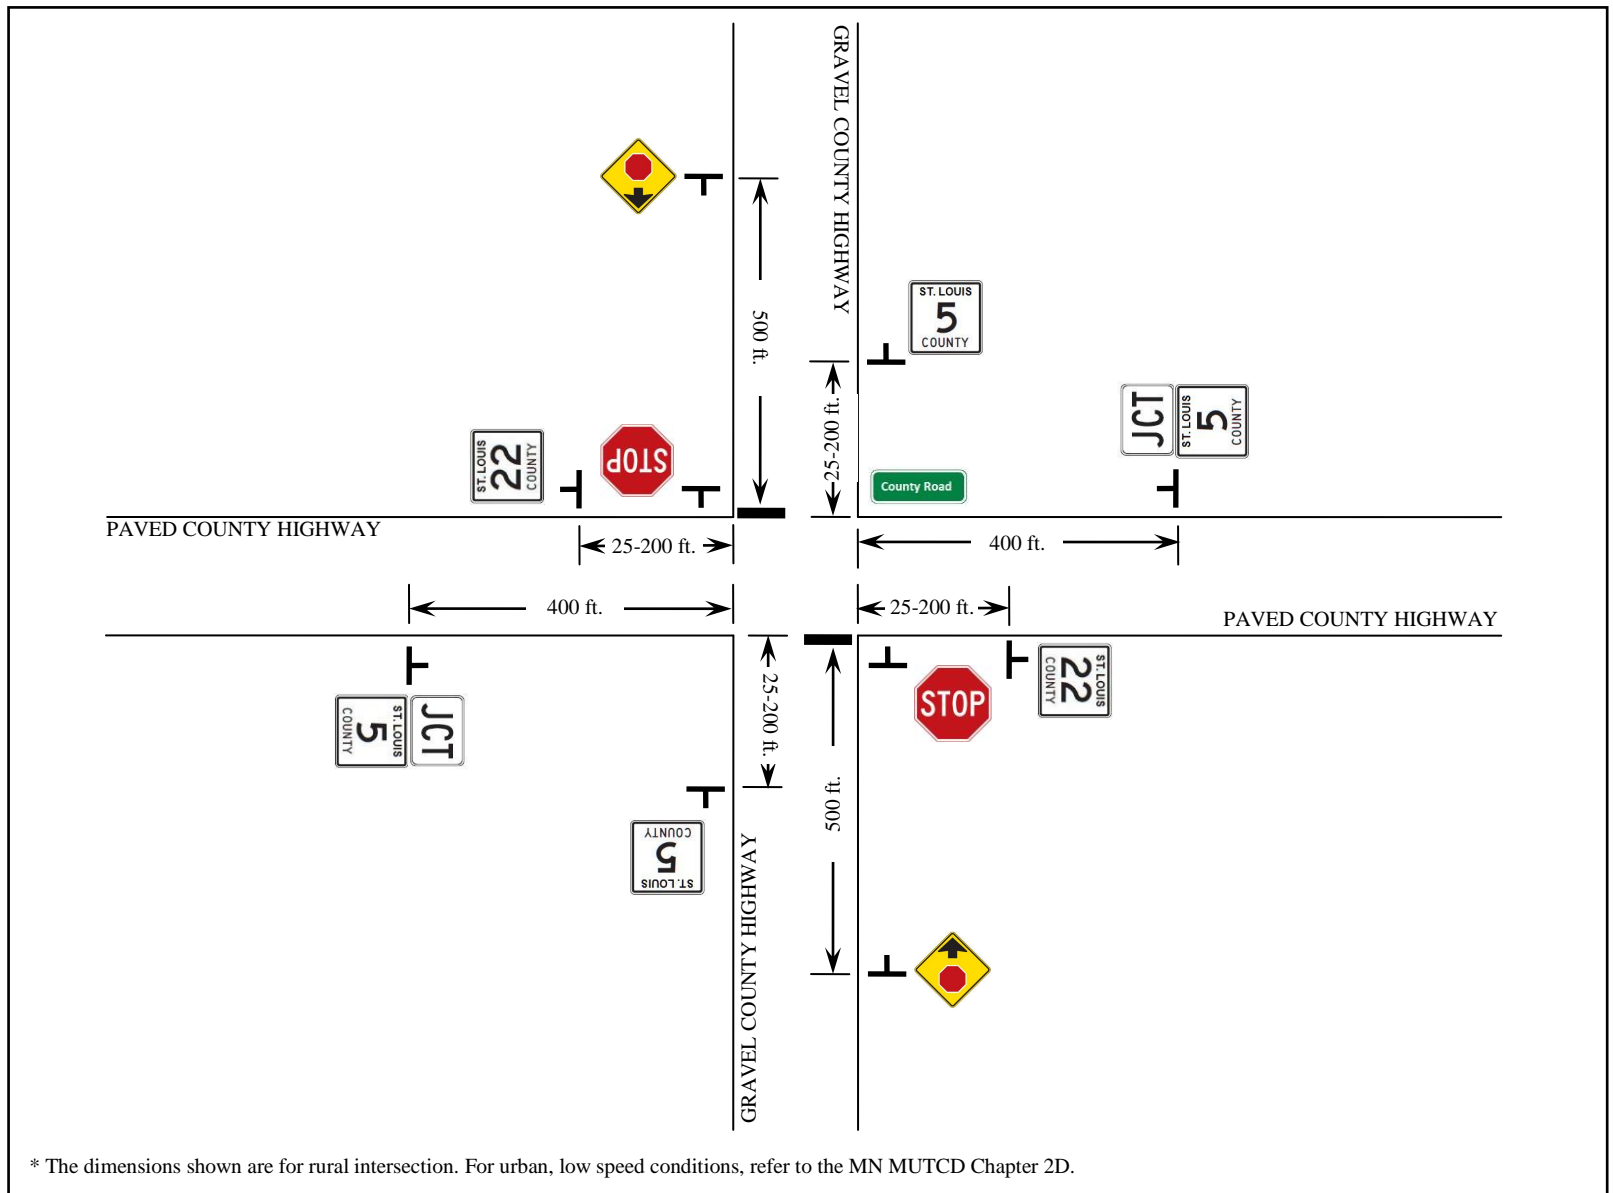 GRAVEL COUNTY HIGHWAY
500 ft.
ST. LOUIS
5
COUNTY
25-200 ft.
JCT
ST. LOUIS
5
COUNTY
ST. LOUIS
22
COUNTY
STOP
County Road
PAVED COUNTY HIGHWAY
25-200 ft.
400 ft.
400 ft.
25-200 ft.
PAVED COUNTY HIGHWAY
ST. LOUIS
5
COUNTY
JCT
25-200 ft.
STOP
ST. LOUIS
22
COUNTY
500 ft.
ST. LOUIS
5
COUNTY
GRAVEL COUNTY HIGHWAY
* The dimensions shown are for rural intersection. For urban, low speed conditions, refer to the MN MUTCD Chapter 2D.